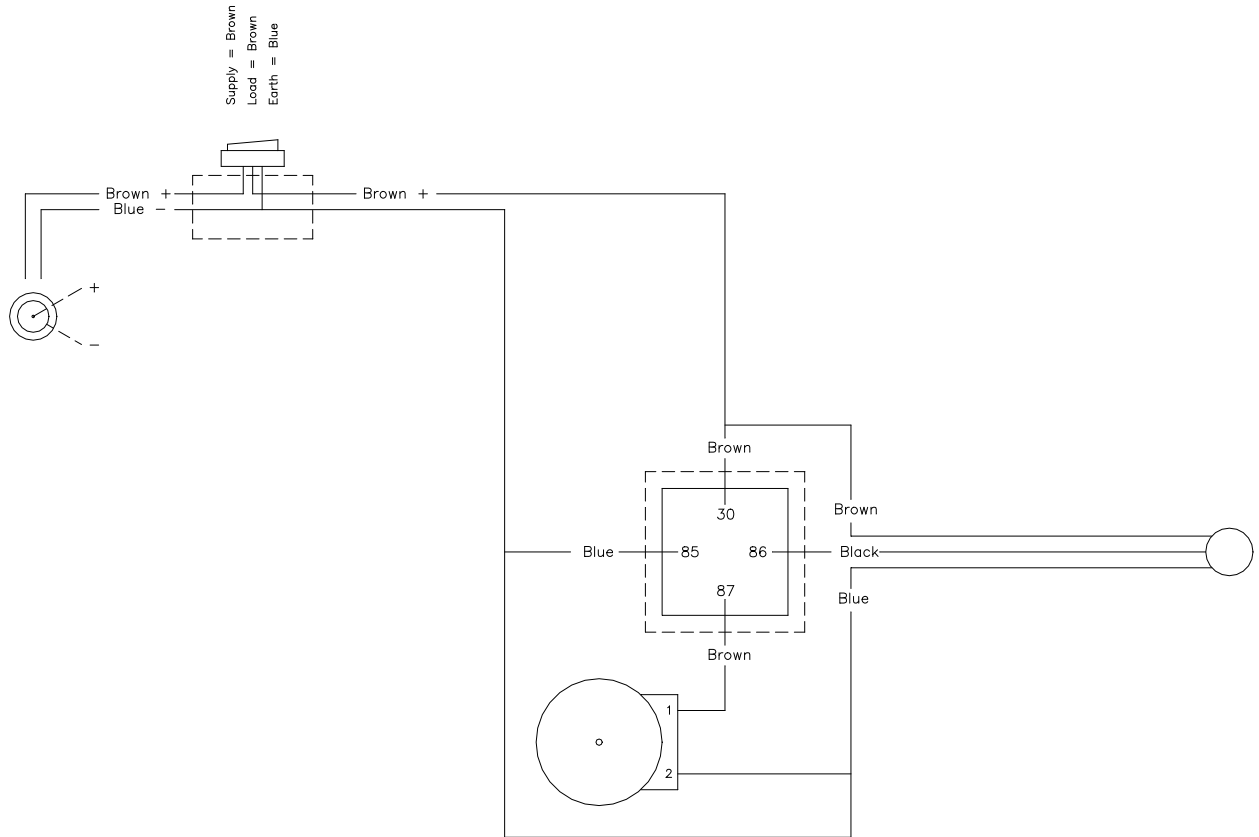 Supply = Brown
Load = Brown
Earth = Blue
Brown +
Brown +
Blue -
+
-
Brown
30
Brown
Blue
85
86
Black
87
Blue
Brown
1
2